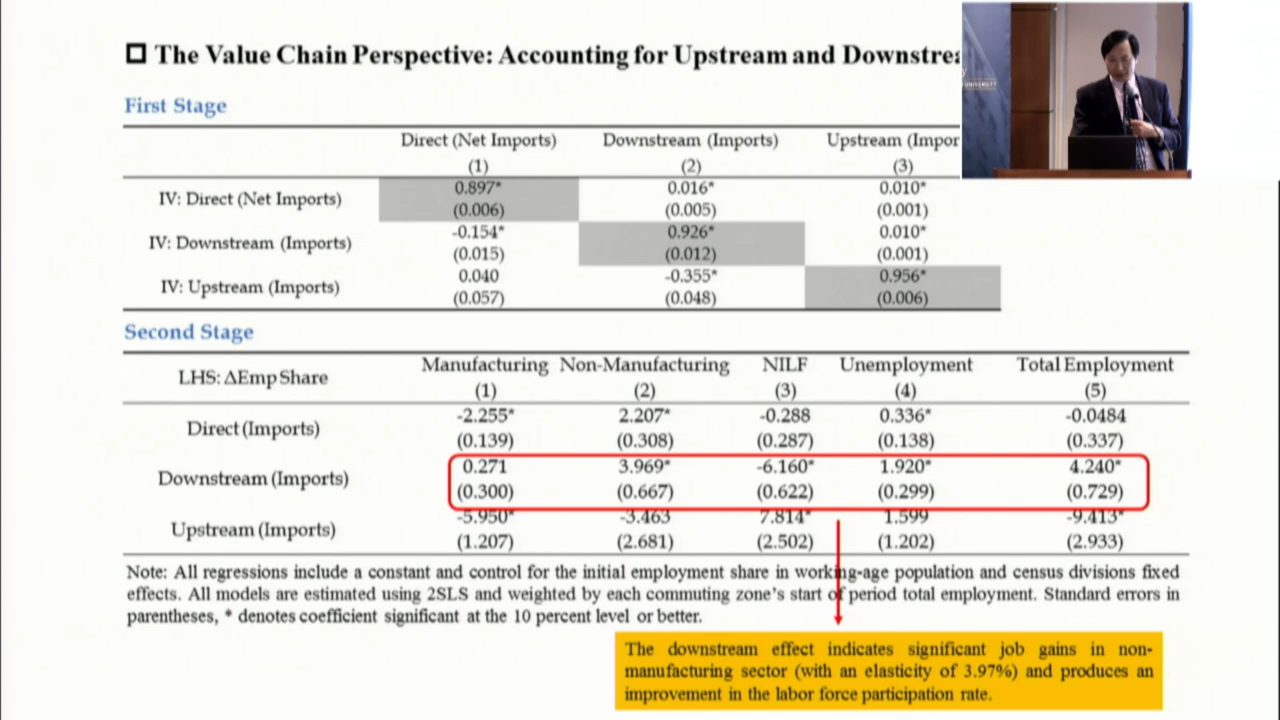 The Value Chain Perspective: Accounting for Upstream and
First Stage
Direct (Net Imports) Downstream (Imports) Upstream
(1) (2) (3)
IV: Direct (Net Imports) 0.897* 0.016* 0.010*
(0.006) (0.005) (0.001)
IV: Downstream (Imports) -0.154* 0.926* 0.010*
(0.015) (0.012) (0.001)
IV: Upstream (Imports) 0.040 -0.355* 0.956*
(0.057) (0.048) (0.006)
Second Stage
LHS: ΔEmp Share Manufacturing Non-Manufacturing NILF Unemployment Total Employment
(1) (2) (3) (4) (5)
Direct (Imports) -2.255* 2.207* -0.288 0.336* -0.0484
(0.139) (0.308) (0.287) (0.138) (0.337)
Downstream (Imports) 0.271 3.969* -6.160* 1.920* 4.240*
(0.300) (0.667) (0.622) (0.299) (0.729)
Upstream (Imports) -5.950* -3.463 7.814* 1.599 -9.413*
(1.207) (2.681) (2.502) (1.202) (2.933)
Note: All regressions include a constant and control for the initial employment share in working-age population and census divisions fixed
effects. All models are estimated using 2SLS and weighted by each commuting zone's start of period total employment. Standard errors in
parentheses, * denotes coefficient significant at the 10 percent level or better.
The downstream effect indicates significant job gains in non-
manufacturing sector (with an elasticity of 3.97%) and produces an
improvement in the labor force participation rate.
UNIVERSITY